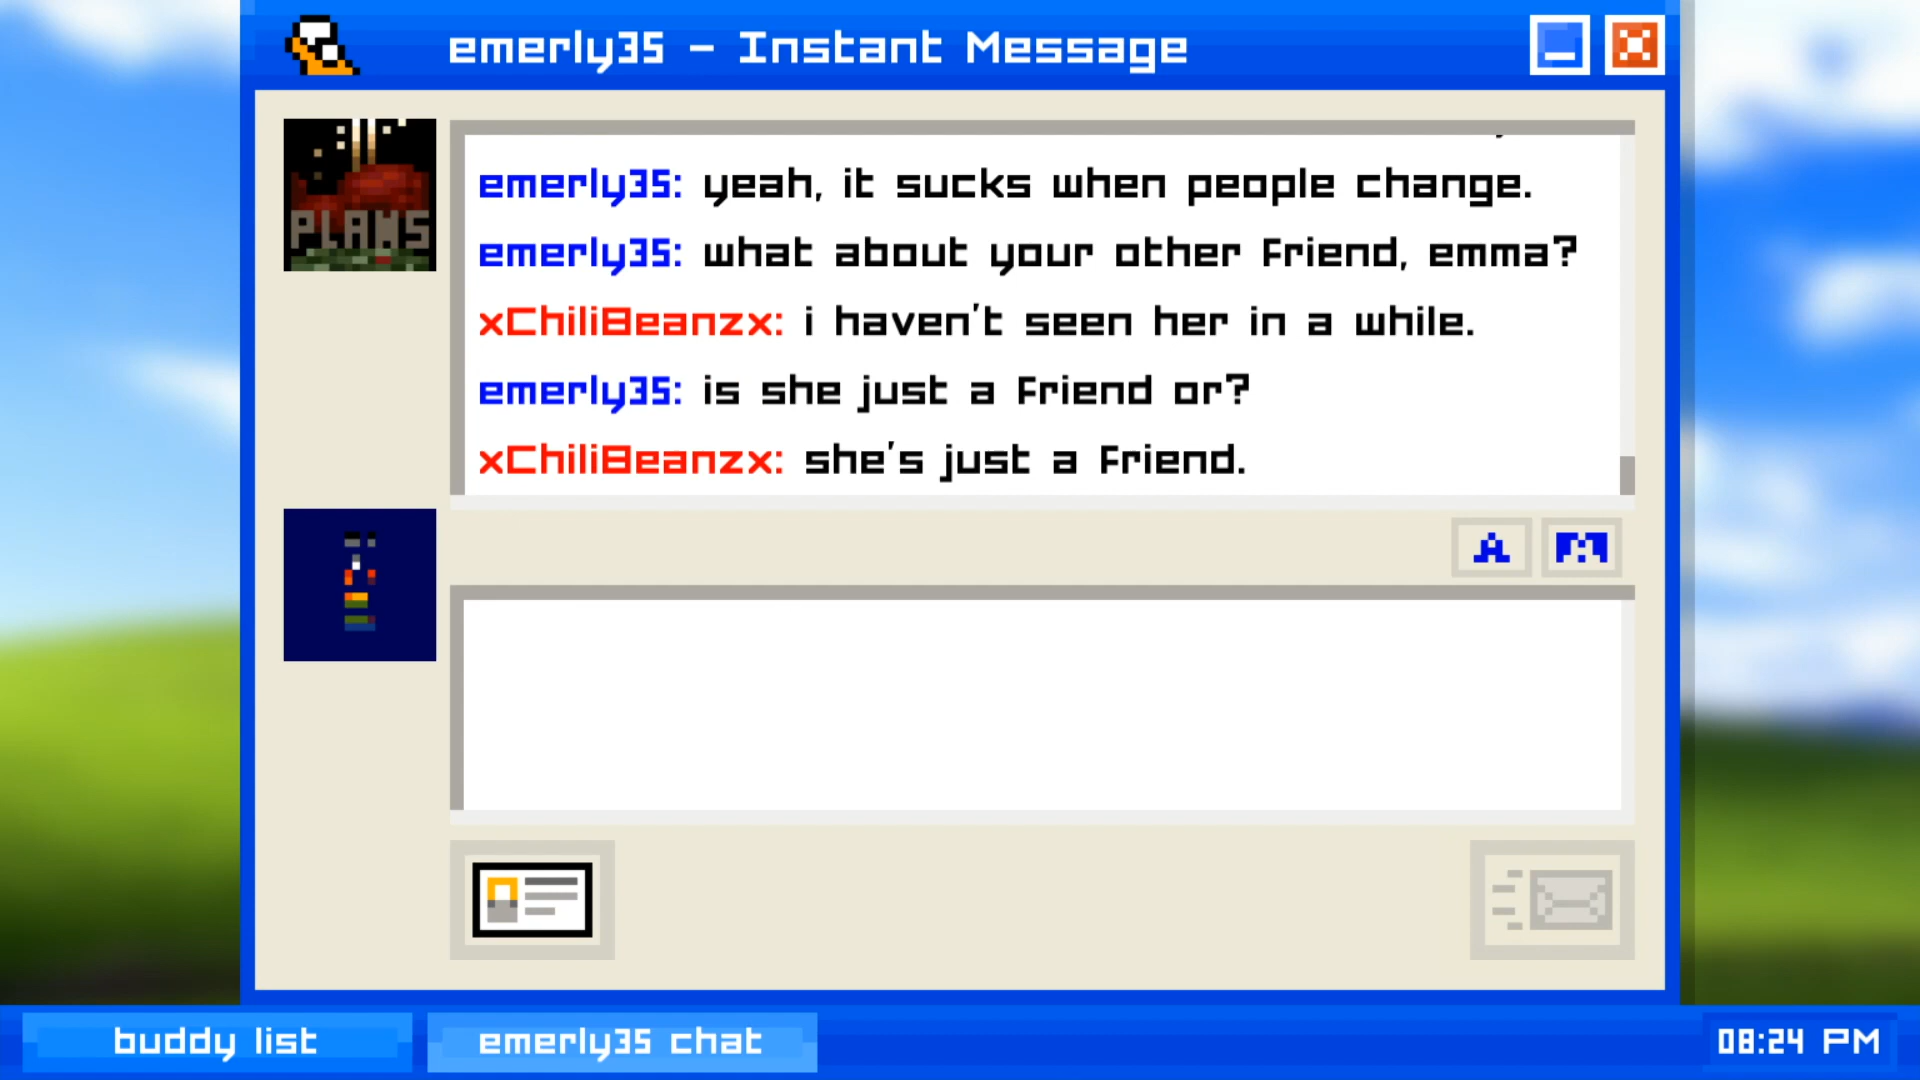 emerly35 - Instant Message
PLANS
emerly35: yeah, it sucks when people change.
emerly35: what about your other friend, emma?
xChiliBeanzx: i haven't seen her in a while.
emerly35: is she just a friend or?
xChiliBeanzx: she's just a friend.
A
buddy list
emerly35 chat
08:24 PM